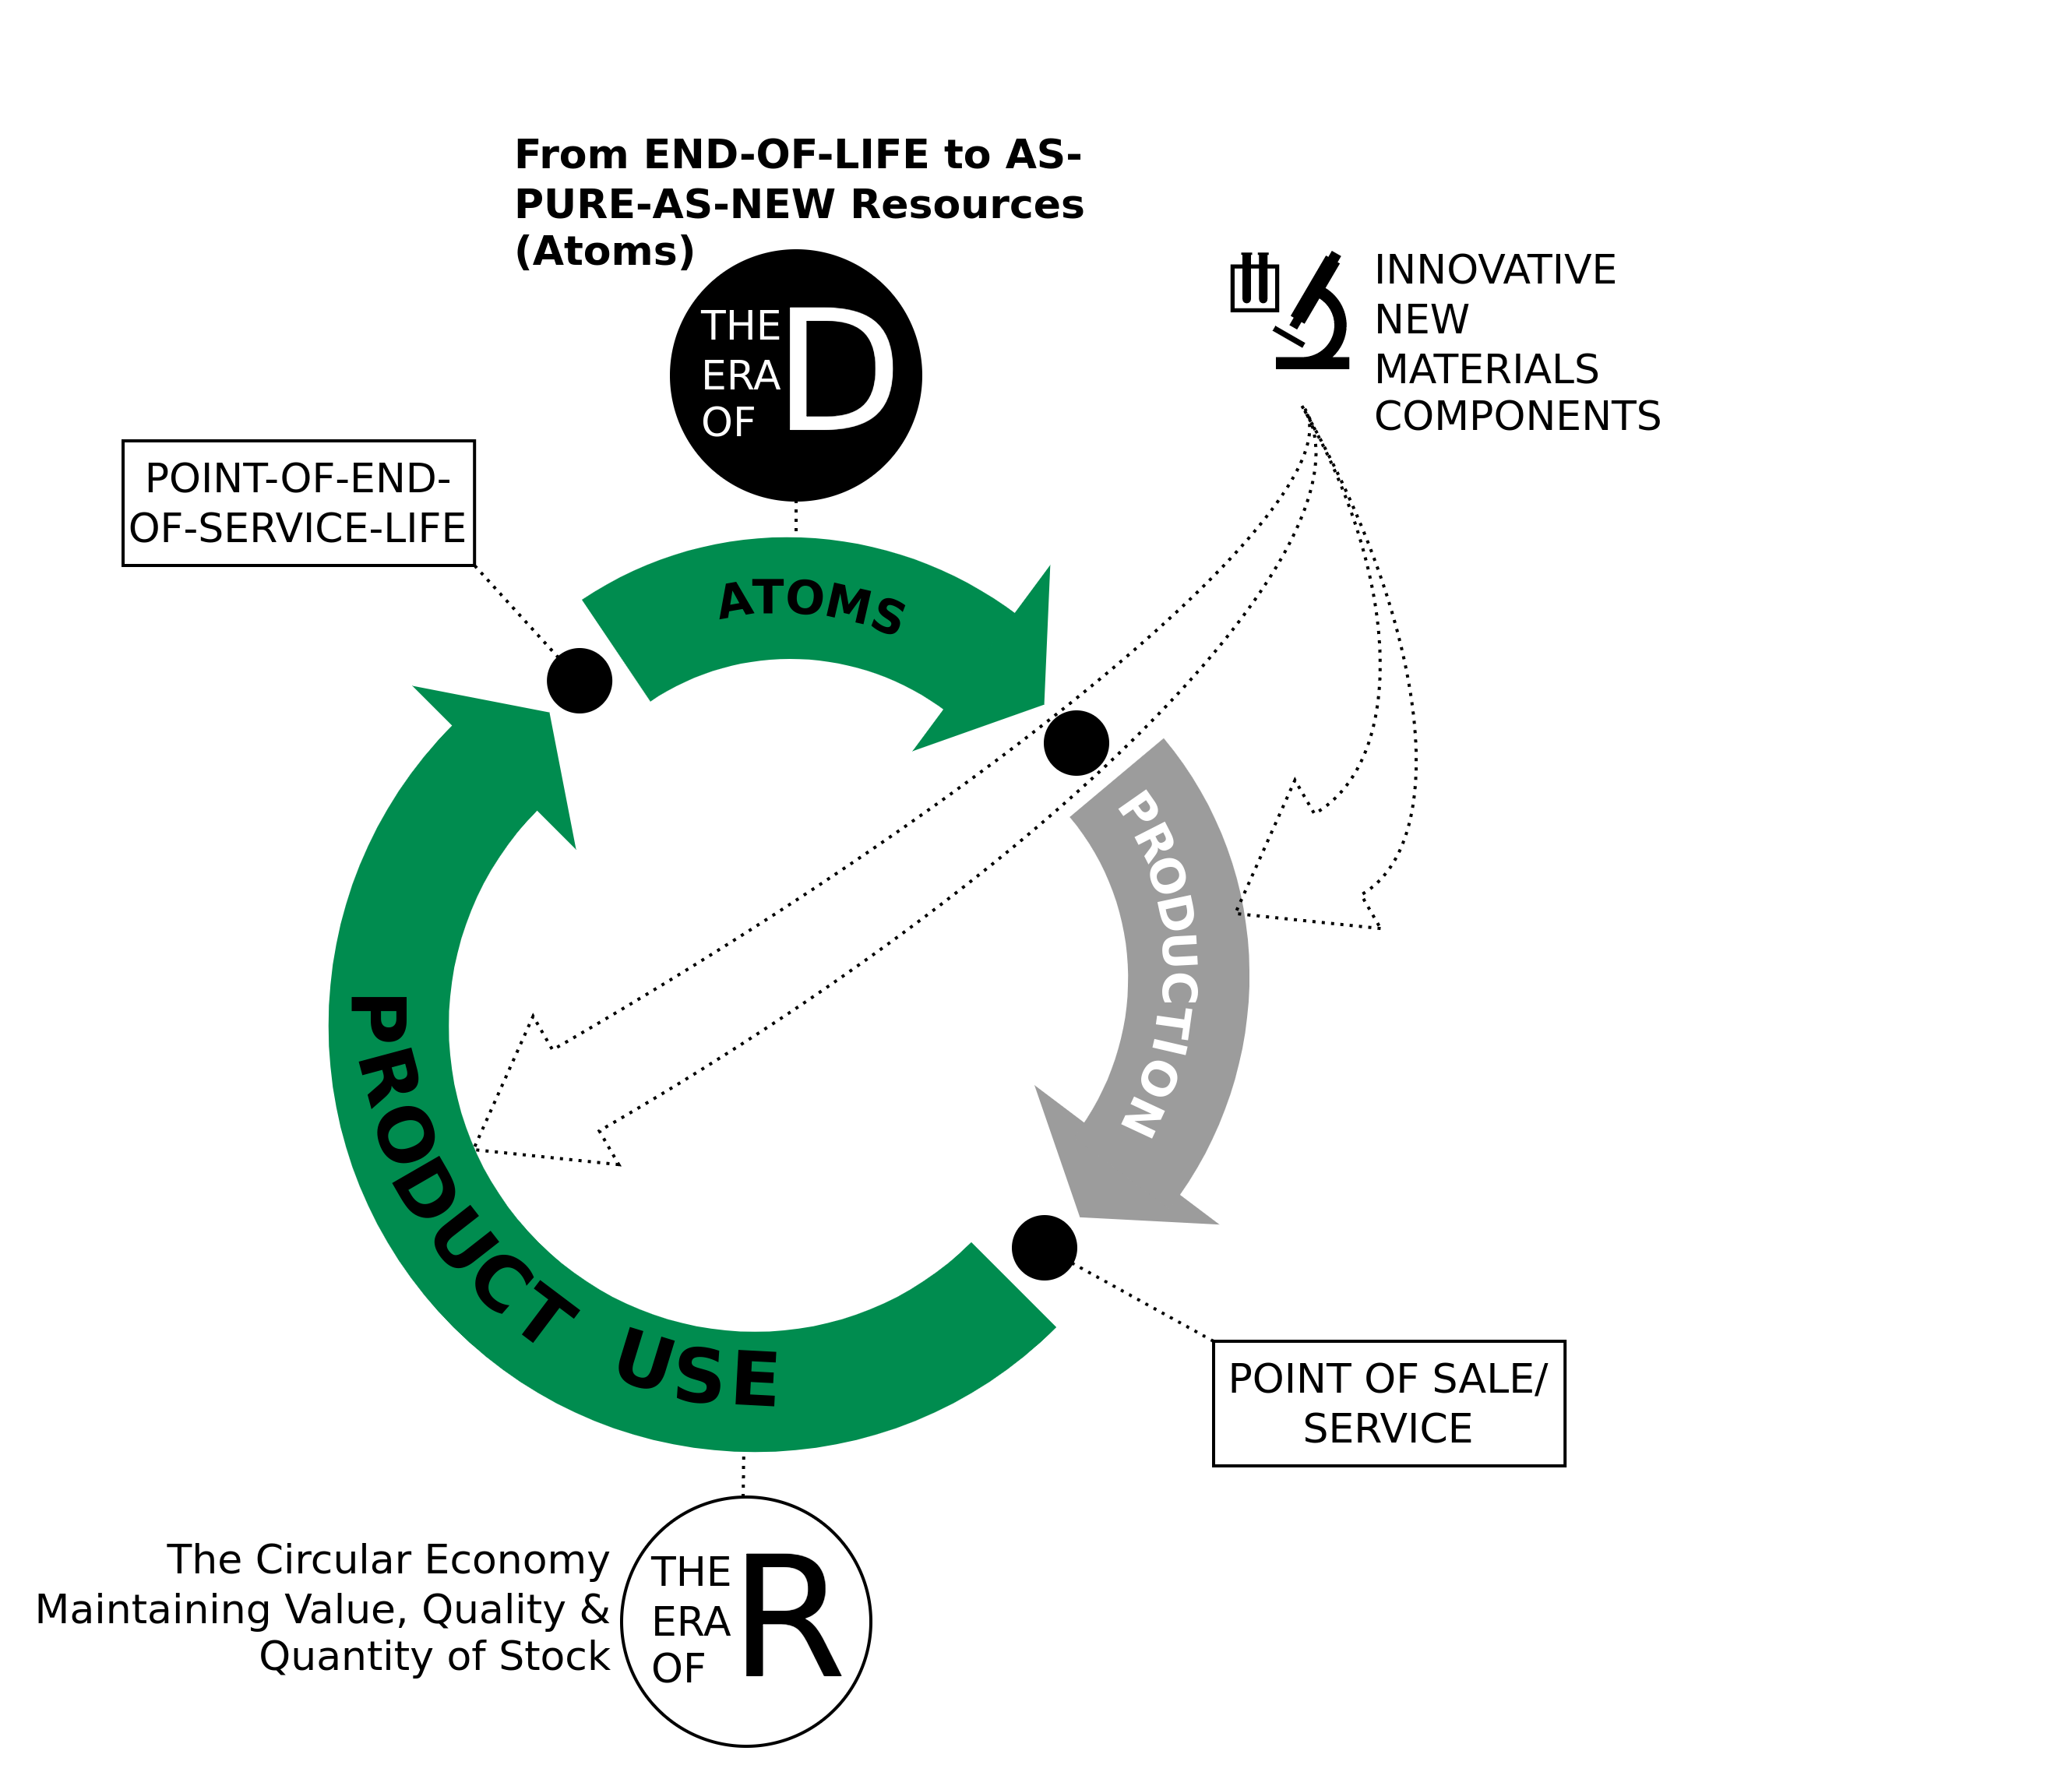 From END-OF-LIFE to AS-
PURE-AS-NEW Resources
(Atoms)
THE
ERA
OF
D
INNOVATIVE
NEW
MATERIALS
COMPONENTS
POINT-OF-END-
OF-SERVICE-LIFE
ATOMS
PRODUCTION
PRODUCT USE
POINT OF SALE/
SERVICE
The Circular Economy
Maintaining Value, Quality &
Quantity of Stock
THE
ERA
OF
R